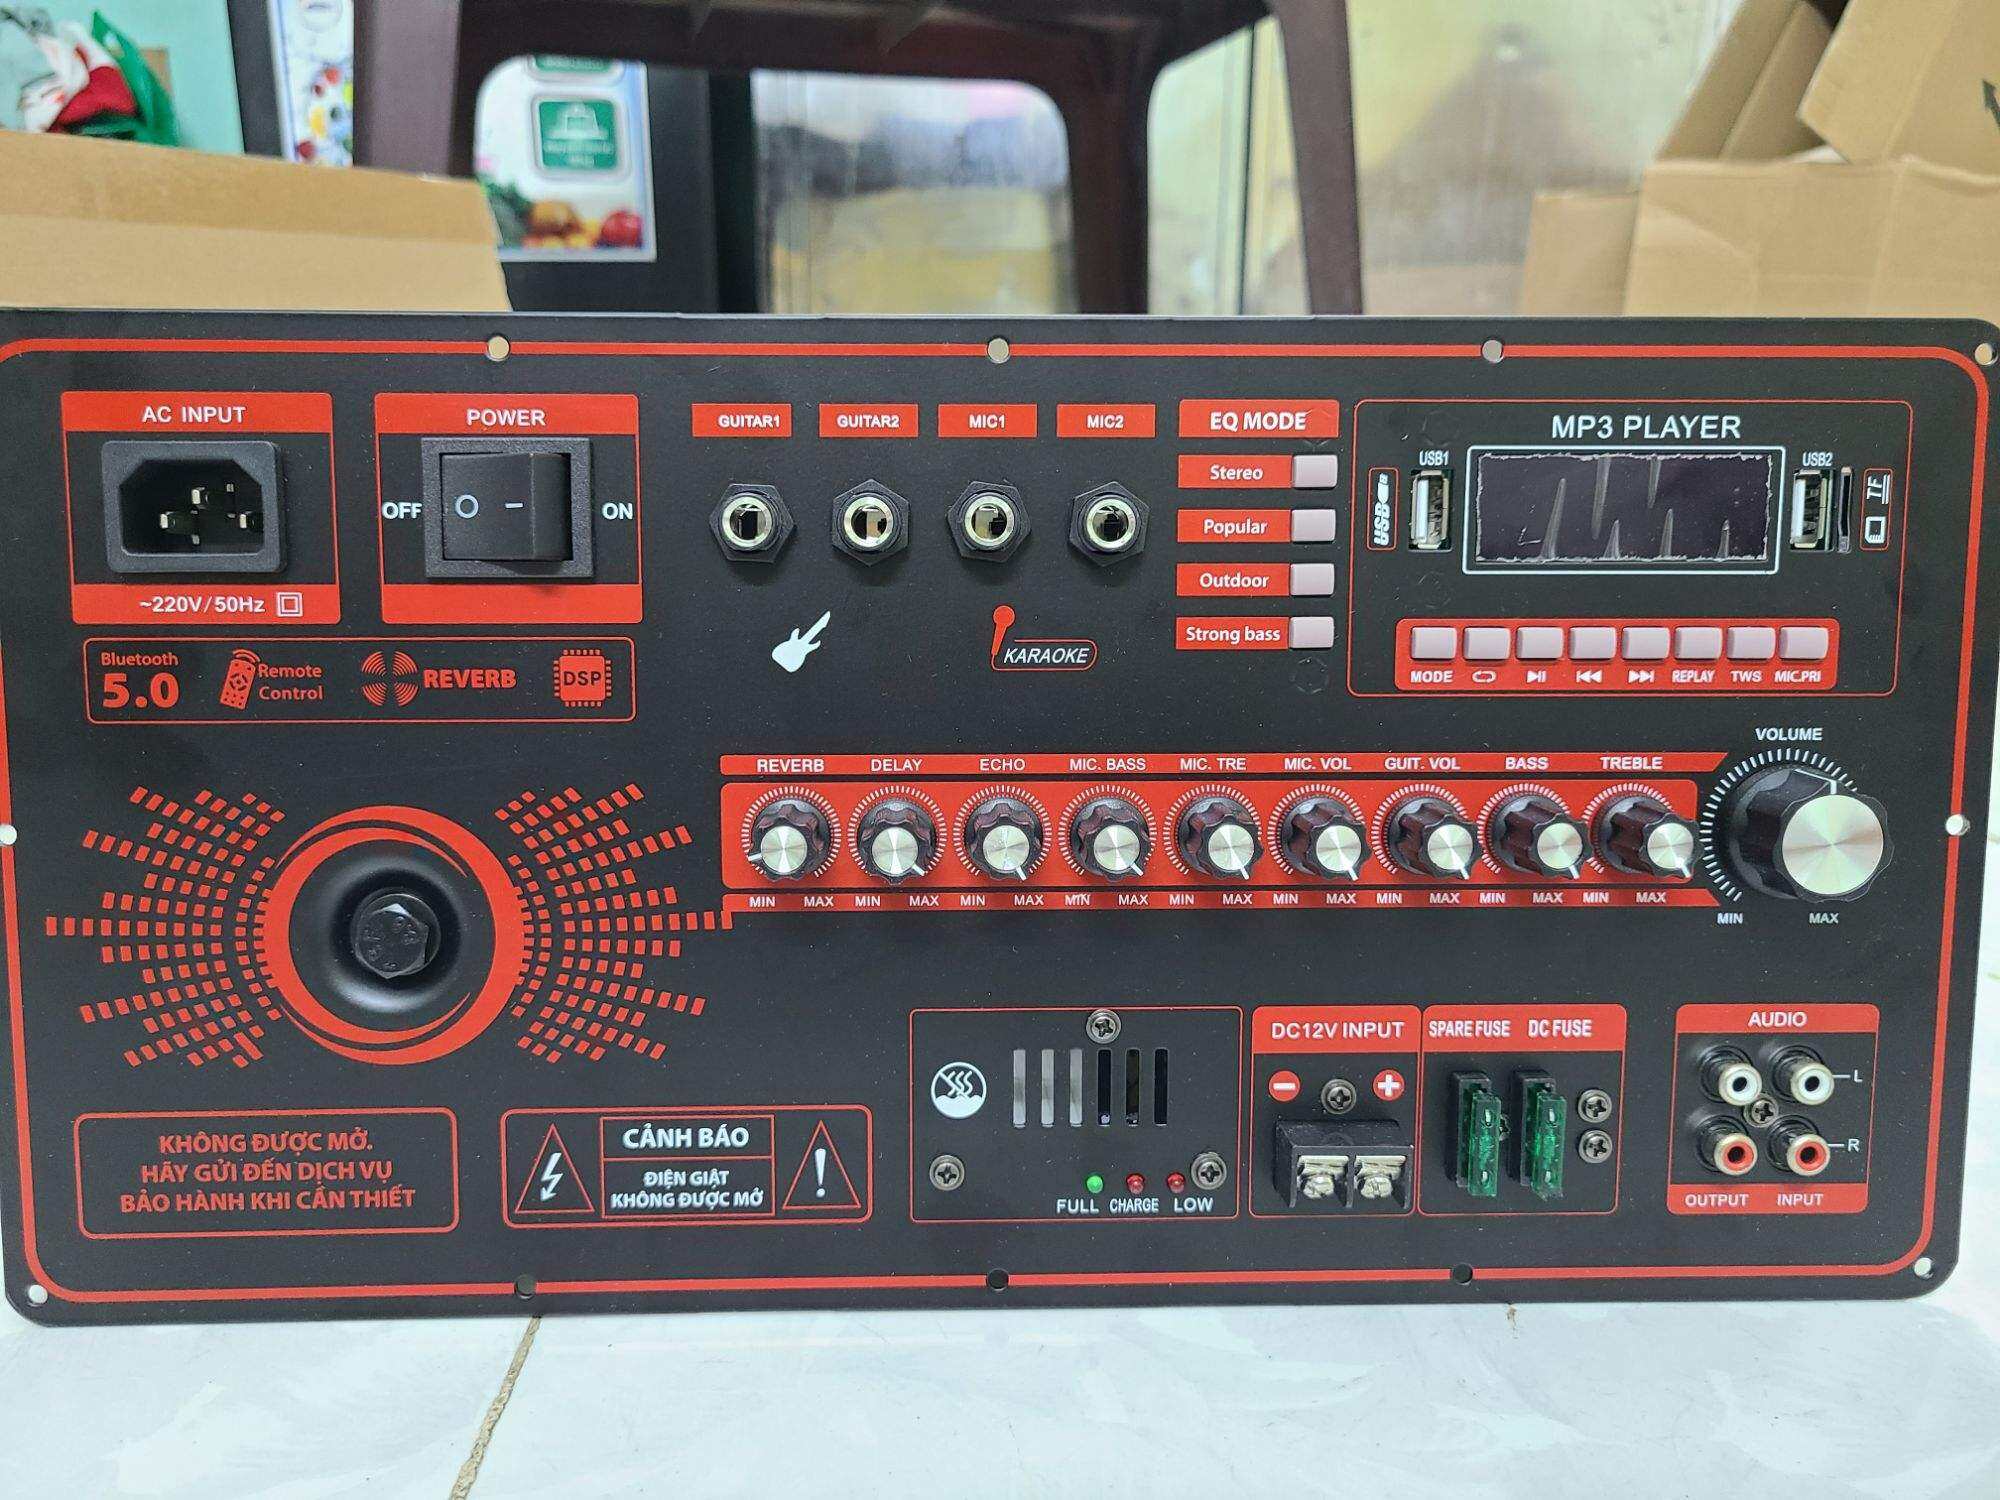 AC INPUT
~220V/50Hz
POWER
OFF
ON
GUITAR1
GUITAR2
MIC1
MIC2
KARAOKE
EQ MODE
Stereo
Popular
Outdoor
Strong bass
MP3 PLAYER
USB1
USB2
USB
TF
MODE
REPLAY
TWS
MIC.PRI
Bluetooth
5.0
Remote
Control
REVERB
DSP
REVERB DELAY ECHO MIC. BASS MIC. TRE MIC. VOL GUIT. VOL BASS TREBLE
MIN MAX MIN MAX MIN MAX MIN MAX MIN MAX MIN MAX MIN MAX MIN MAX MIN MAX
VOLUME
MIN MAX
KHÔNG ĐƯỢC MỞ.
HÃY GỬI ĐẾN DỊCH VỤ
BẢO HÀNH KHI CẦN THIẾT
CẢNH BÁO
ĐIỆN GIẬT
KHÔNG ĐƯỢC MỞ
FULL CHARGE LOW
DC12V INPUT
SPARE FUSE DC FUSE
AUDIO
L
R
OUTPUT INPUT